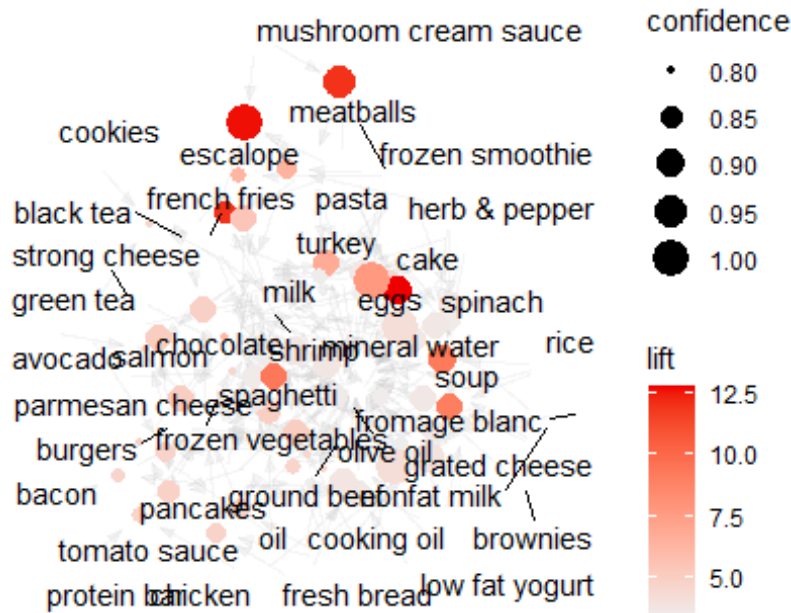 mushroom cream sauce
meatballs
cookies
escalope
frozen smoothie
french fries
pasta
herb & pepper
black tea
strong cheese
turkey
cake
green tea
milk
eggs
spinach
avocado
salmon
chocolate
shrimp
mineral water
rice
parmesan cheese
spaghetti
soup
fromage blanc
burgers
frozen vegetables
olive oil
grated cheese
bacon
pancakes
ground beef
nonfat milk
tomato sauce
oil
cooking oil
brownies
protein bar
chicken
fresh bread
low fat yogurt
confidence
0.80
0.85
0.90
0.95
1.00
lift
12.5
10.0
7.5
5.0